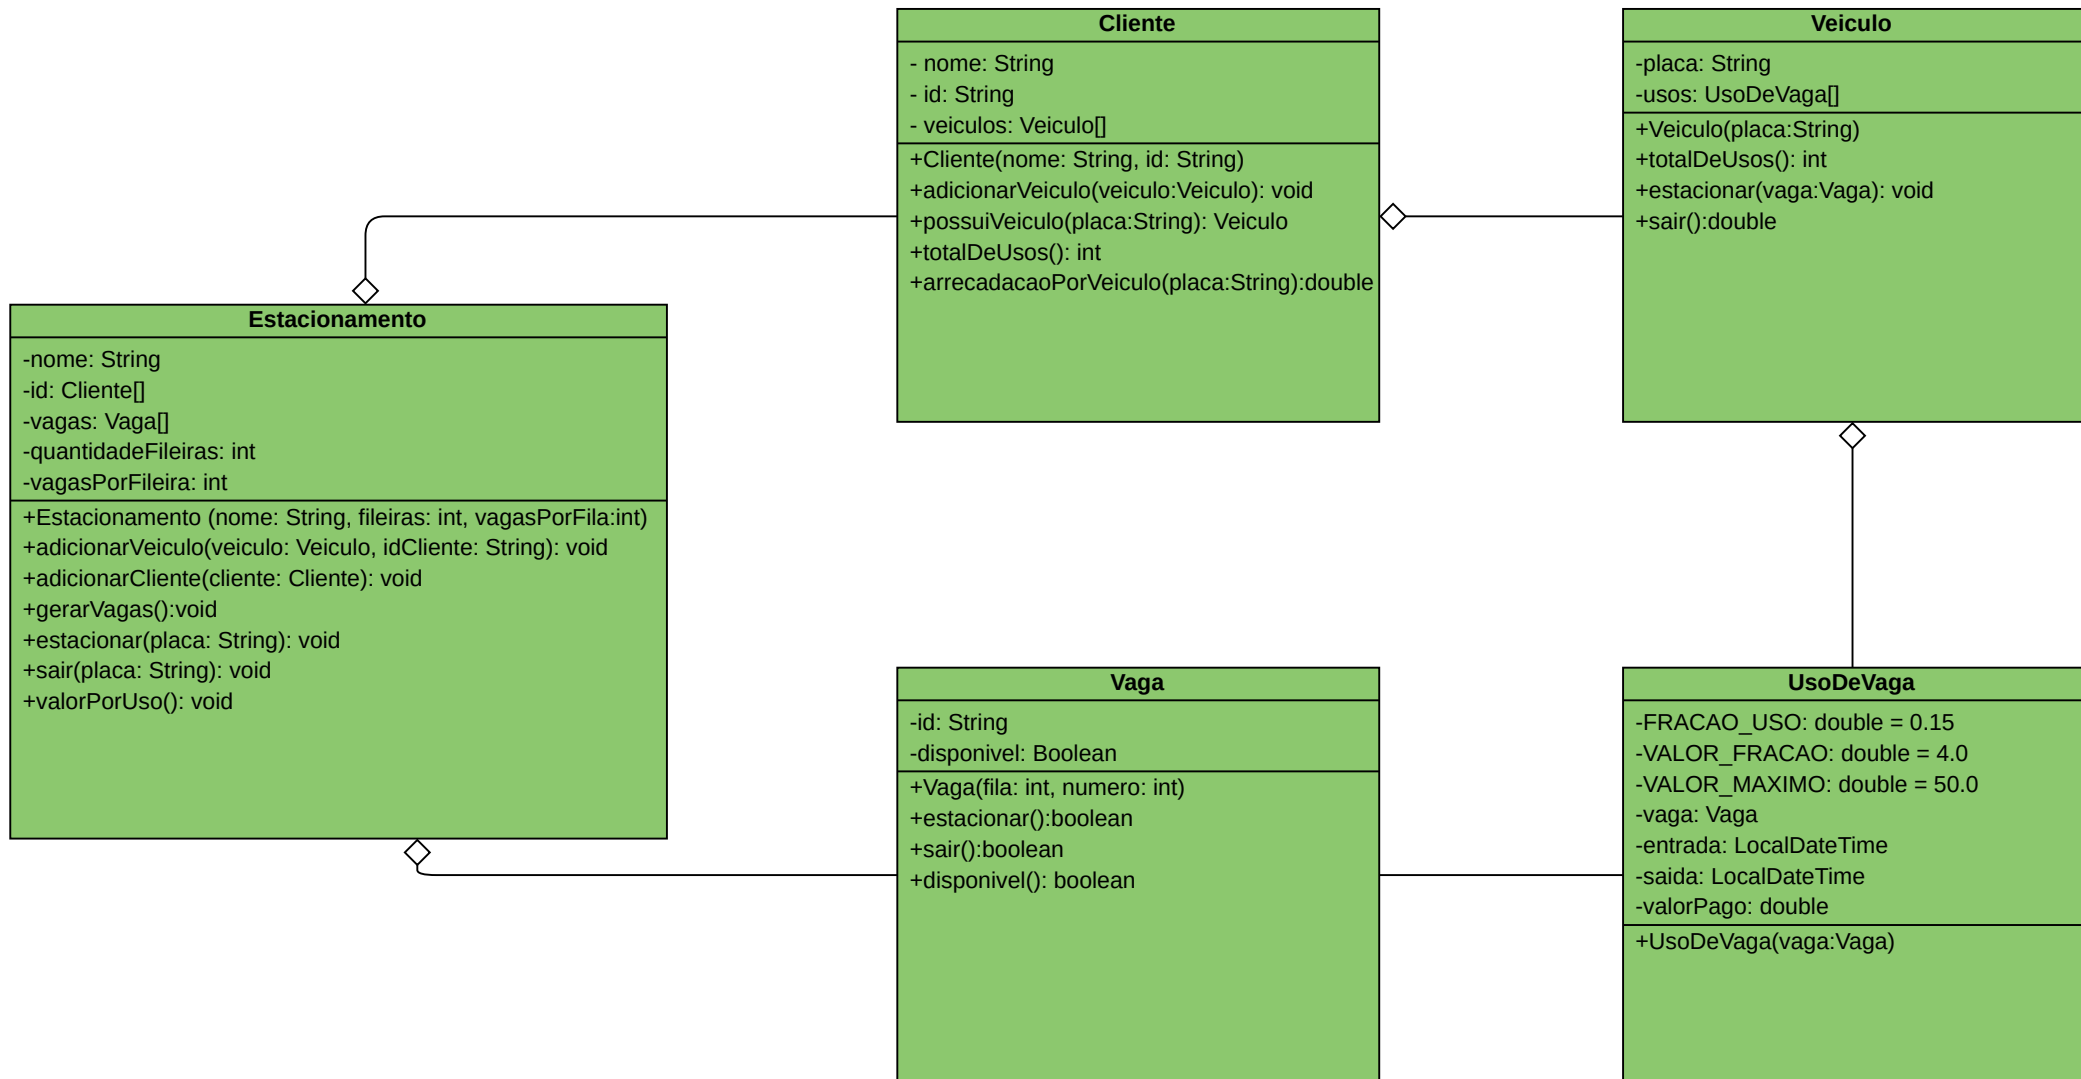 Cliente
- nome: String
- id: String
- veiculos: Veiculo[]
+Cliente(nome: String, id: String)
+adicionarVeiculo(veiculo:Veiculo): void
+possuiVeiculo(placa:String): Veiculo
+totalDeUsos(): int
+arrecadacaoPorVeiculo(placa:String):double
Veiculo
-placa: String
-usos: UsoDeVaga[]
+Veiculo(placa:String)
+totalDeUsos(): int
+estacionar(vaga:Vaga): void
+sair():double
Estacionamento
-nome: String
-id: Cliente[]
-vagas: Vaga[]
-quantidadeFileiras: int
-vagasPorFileira: int
+Estacionamento (nome: String, fileiras: int, vagasPorFila:int)
+adicionarVeiculo(veiculo: Veiculo, idCliente: String): void
+adicionarCliente(cliente: Cliente): void
+gerarVagas():void
+estacionar(placa: String): void
+sair(placa: String): void
+valorPorUso(): void
Vaga
-id: String
-disponivel: Boolean
+Vaga(fila: int, numero: int)
+estacionar():boolean
+sair():boolean
+disponivel(): boolean
UsoDeVaga
-FRACAO_USO: double = 0.15
-VALOR_FRACAO: double = 4.0
-VALOR_MAXIMO: double = 50.0
-vaga: Vaga
-entrada: LocalDateTime
-saida: LocalDateTime
-valorPago: double
+UsoDeVaga(vaga:Vaga)